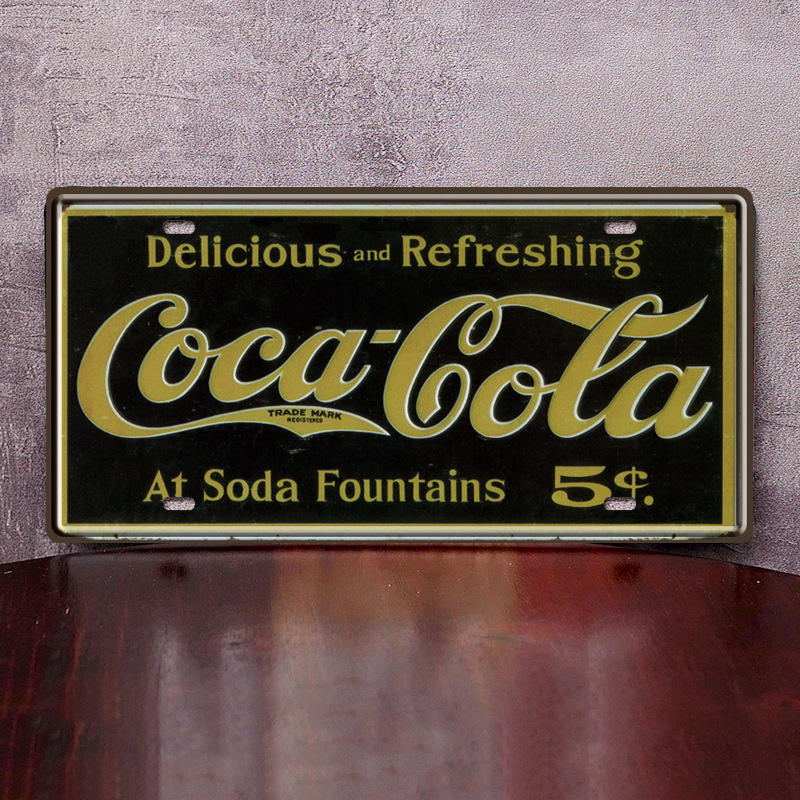 Delicious and Refreshing
Coca-Cola
TRADE MARK
REGISTERED
At Soda Fountains 5¢.